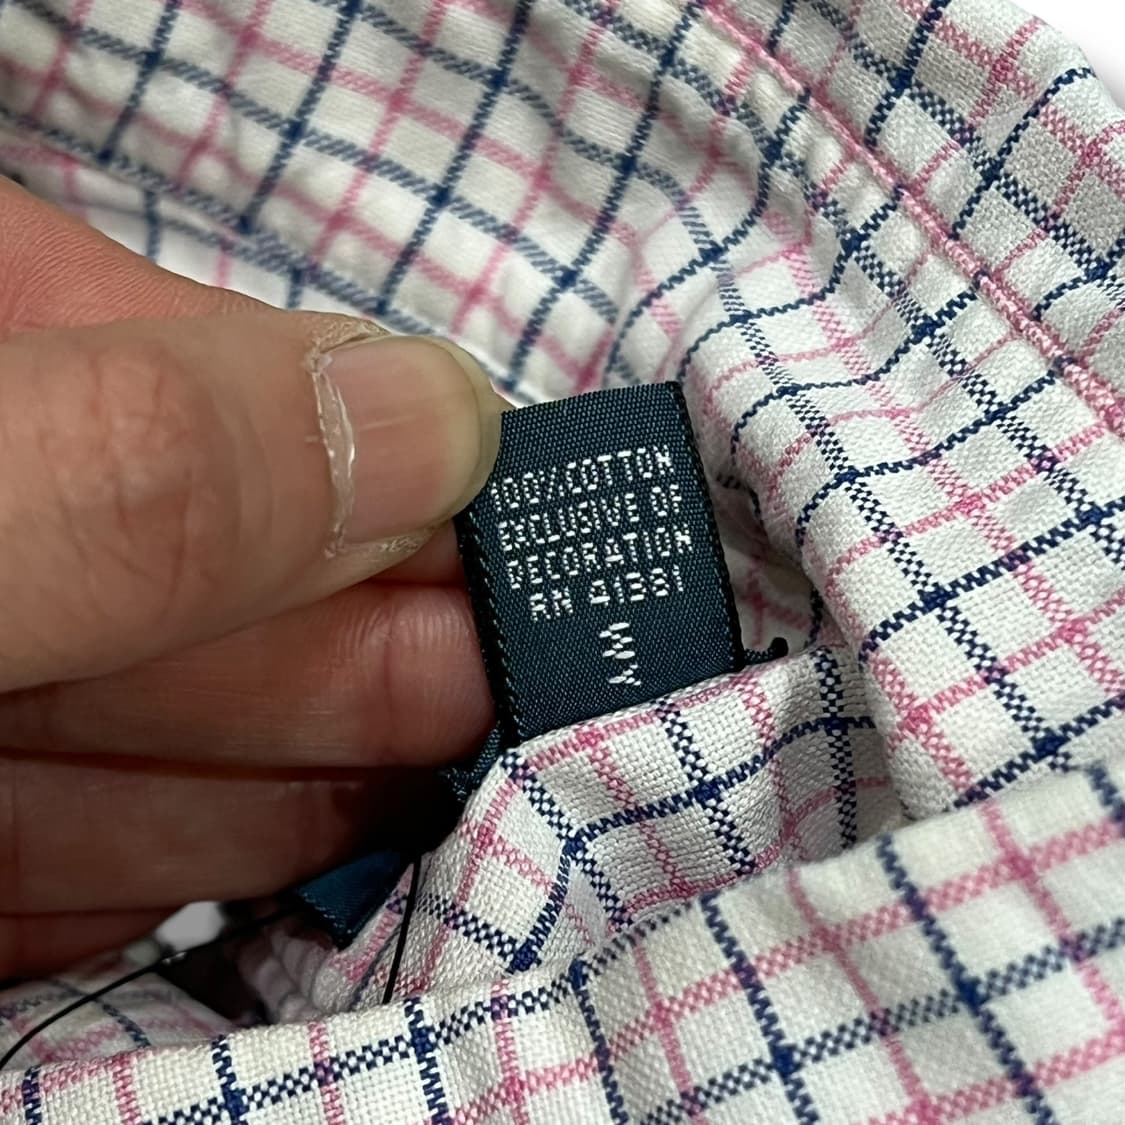 100% COTTON
EXCLUSIVE OF
DECORATION
RN 41381